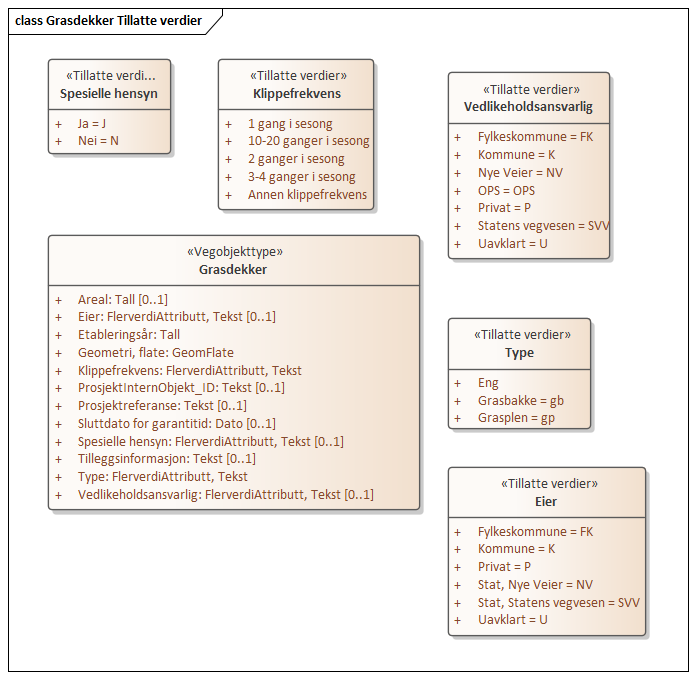 class Grasdekker Tillatte verdier
«Tillatte verdi...
Spesielle hensyn
+ Ja = J
+ Nei = N
«Tillatte verdier»
Klippefrekvens
+ 1 gang i sesong
+ 10-20 ganger i sesong
+ 2 ganger i sesong
+ 3-4 ganger i sesong
+ Annen klippefrekvens
«Tillatte verdier»
Vedlikeholdsansvarlig
+ Fylkeskommune = FK
+ Kommune = K
+ Nye Veier = NV
+ OPS = OPS
+ Privat = P
+ Statens vegvesen = SVV
+ Uavklart = U
«Vegobjekttype»
Grasdekker
+ Areal: Tall [0..1]
+ Eier: FlerverdiAttributt, Tekst [0..1]
+ Etableringsår: Tall
+ Geometri, flate: GeomFlate
+ Klippefrekvens: FlerverdiAttributt, Tekst
+ ProsjektInternObjekt_ID: Tekst [0..1]
+ Prosjektreferanse: Tekst [0..1]
+ Sluttdato for garantitid: Dato [0..1]
+ Spesielle hensyn: FlerverdiAttributt, Tekst [0..1]
+ Tilleggsinformasjon: Tekst [0..1]
+ Type: FlerverdiAttributt, Tekst
+ Vedlikeholdsansvarlig: FlerverdiAttributt, Tekst [0..1]
«Tillatte verdier»
Type
+ Eng
+ Grasbakke = gb
+ Grasplen = gp
«Tillatte verdier»
Eier
+ Fylkeskommune = FK
+ Kommune = K
+ Privat = P
+ Stat, Nye Veier = NV
+ Stat, Statens vegvesen = SVV
+ Uavklart = U